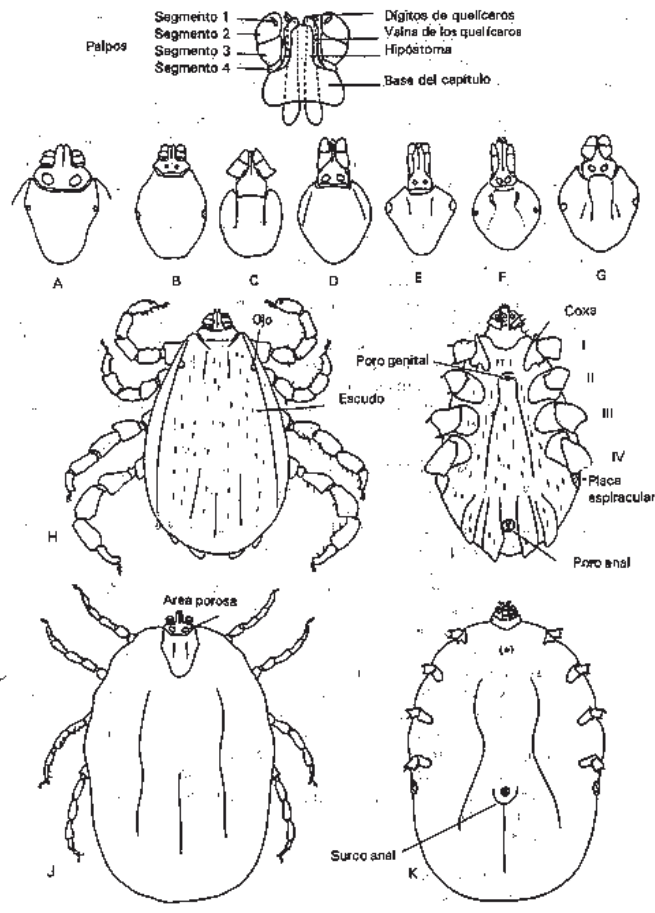 Segmento 1
Segmento 2
Segmento 3
Segmento 4
Palpos
Dígitos de quelíceros
Vaina de los quelíceros
Hipóstoma
Base del capítulo
A
B
C
D
E
F
G
Ojo
Escudo
H
Coxa
Poro genital
I
II
III
IV
Placa
espiracular
Poro anal
I
Area porosa
J
Surco anal
K